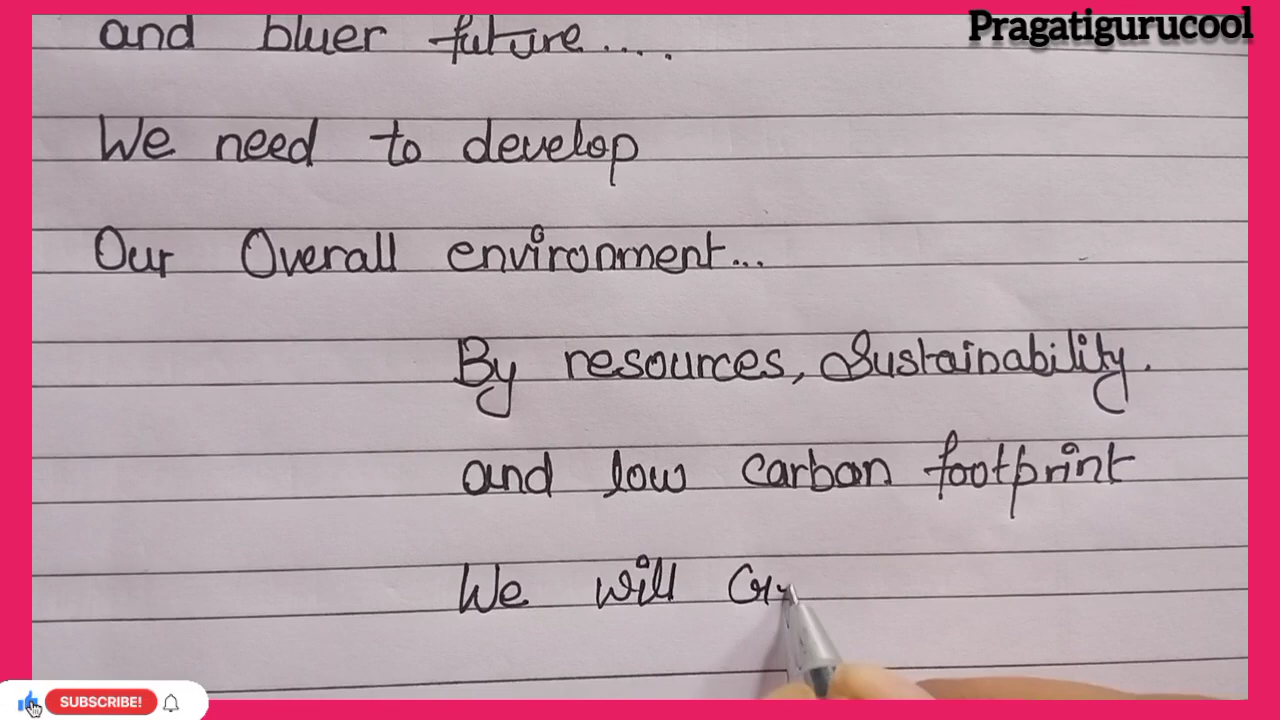 Pragatigurucool
and bluer future.....
We need to develop
Our Overall environment...
By resources, Sustainability.
and low carbon footprint
We will
SUBSCRIBE!